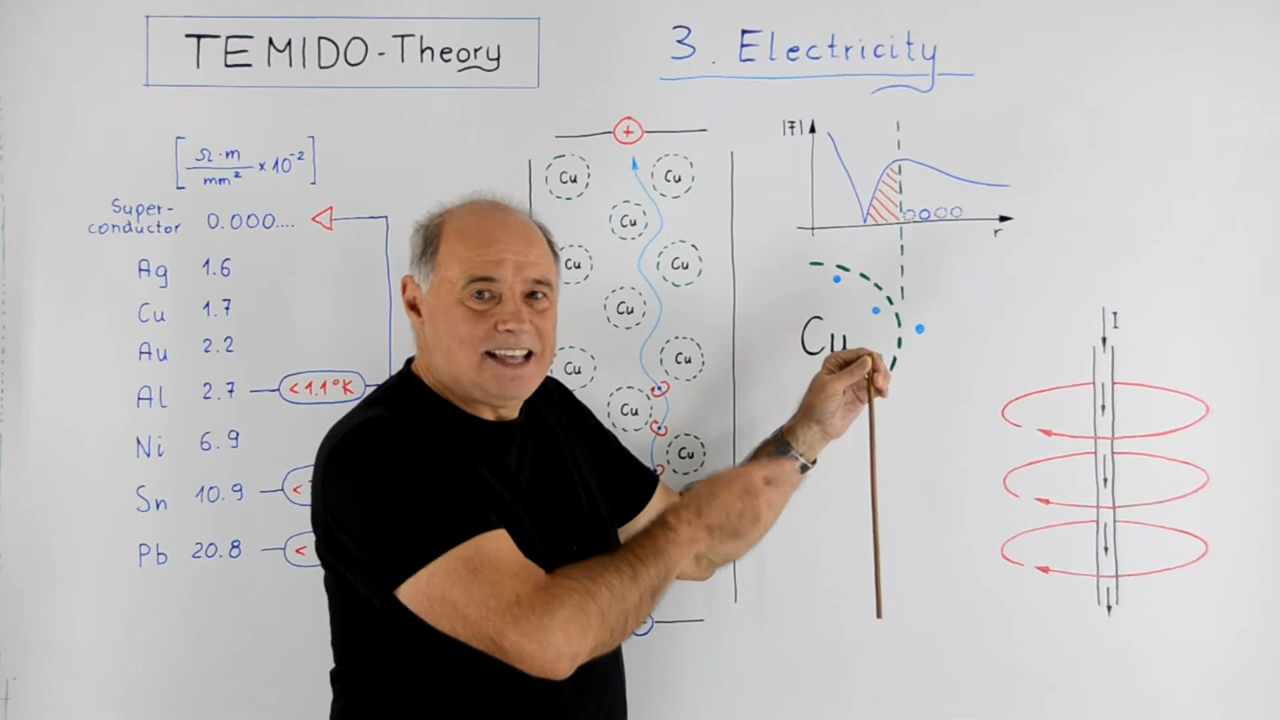 TEMIDO-Theory
3. Electricity
[Ω·m/mm² ×10⁻²]
Super-
conductor 0.000....
Ag 1.6
Cu 1.7
Au 2.2
Al 2.7 <1.1°K
Ni 6.9
Sn 10.9 <
Pb 20.8 <
+
Cu Cu
Cu
Cu Cu
Cu
Cu Cu
Cu
Cu
|F|
r
Cu
I